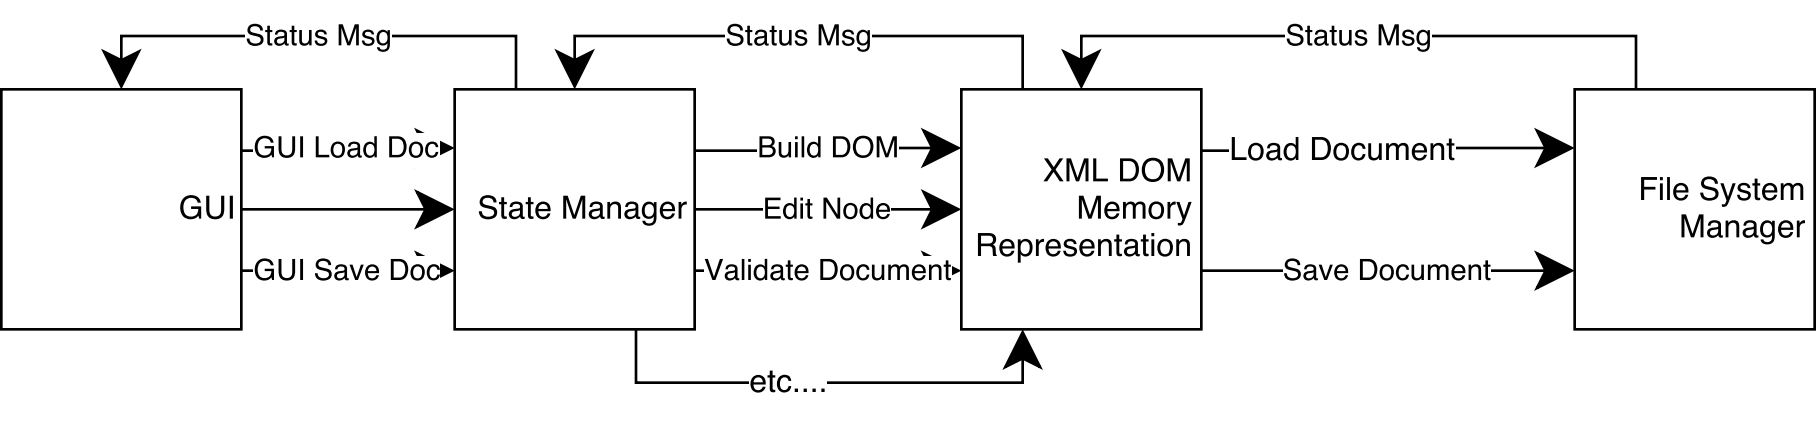 Status Msg
Status Msg
Status Msg
GUI Load Doc
Build DOM
Load Document
GUI
State Manager
Edit Node
XML DOM
Memory
Representation
File System
Manager
GUI Save Doc
Validate Document
Save Document
etc....